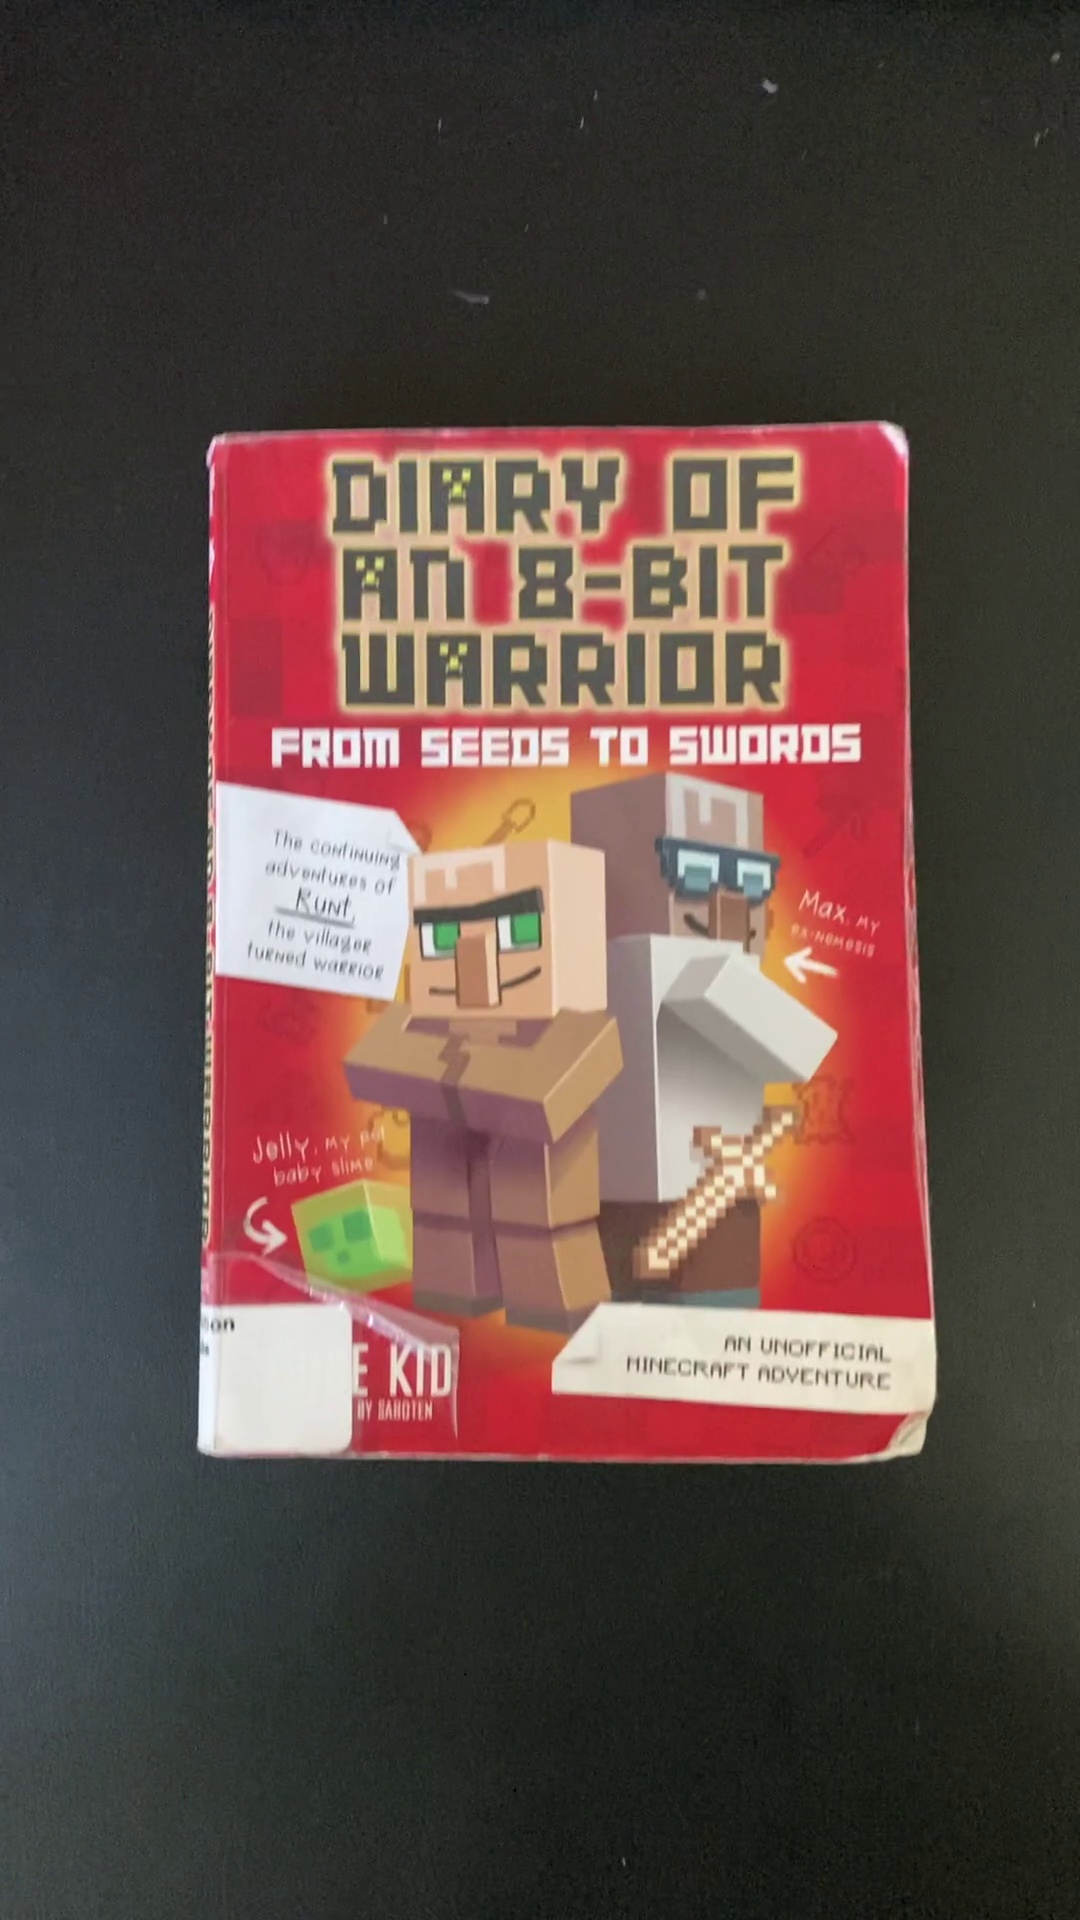 DIARY OF
AN 8-BIT
WARRIOR
FROM SEEDS TO SWORDS
The continuing
adventures of
Runt,
the villager
turned warrior
Max, my
ex-nemesis
Jelly, my pet
baby slime
E KID
BY SABOTEN
AN UNOFFICIAL
MINECRAFT ADVENTURE